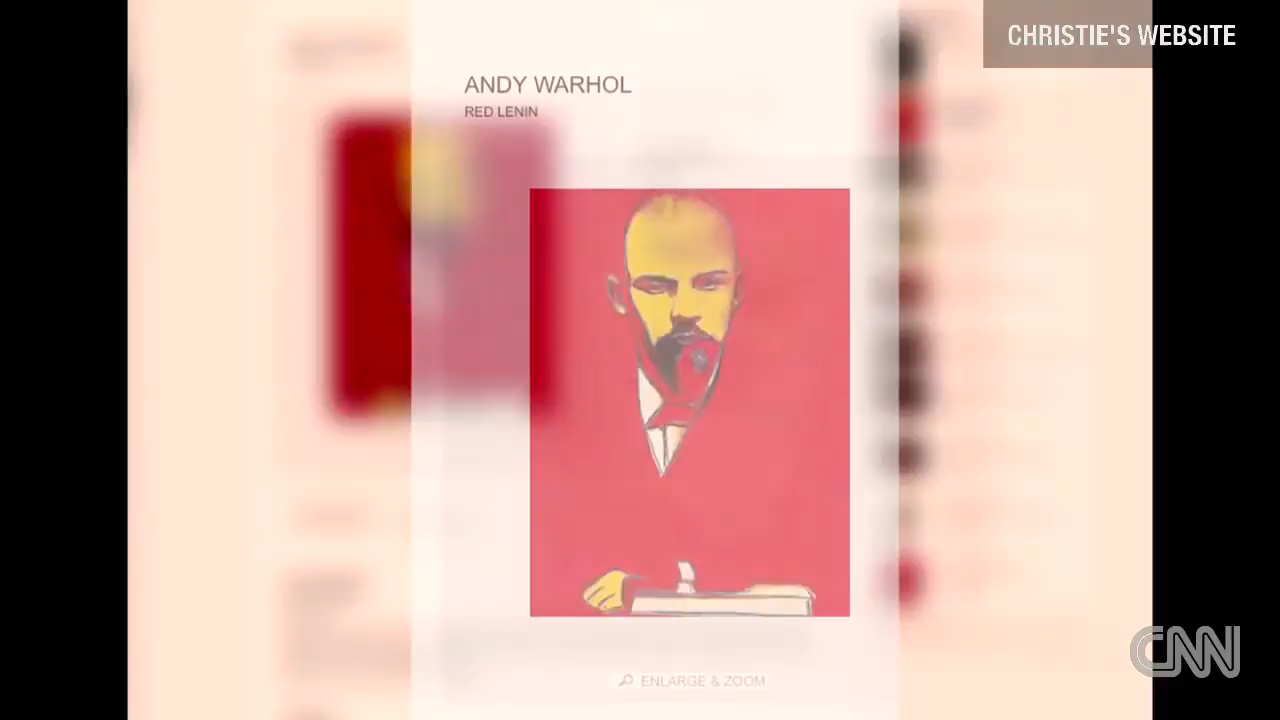 CHRISTIE'S WEBSITE
ANDY WARHOL
RED LENIN
ENLARGE & ZOOM
CNN